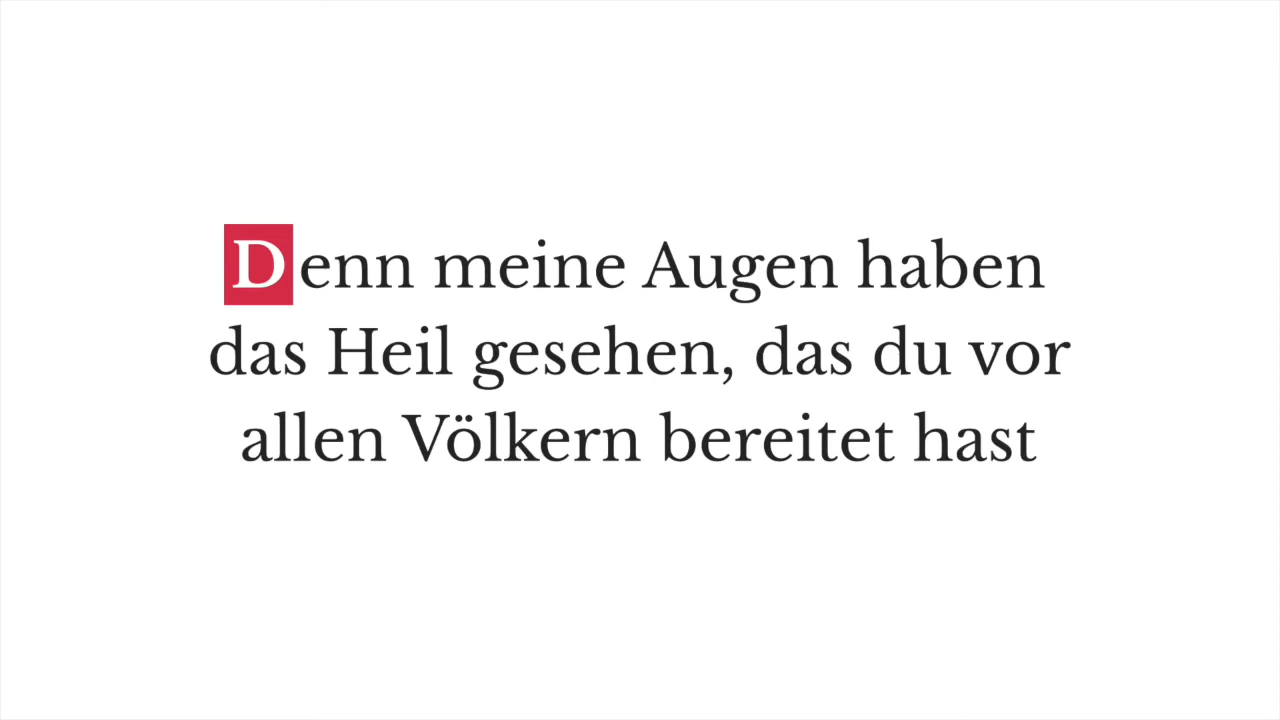 Denn meine Augen haben
das Heil gesehen, das du vor
allen Völkern bereitet hast